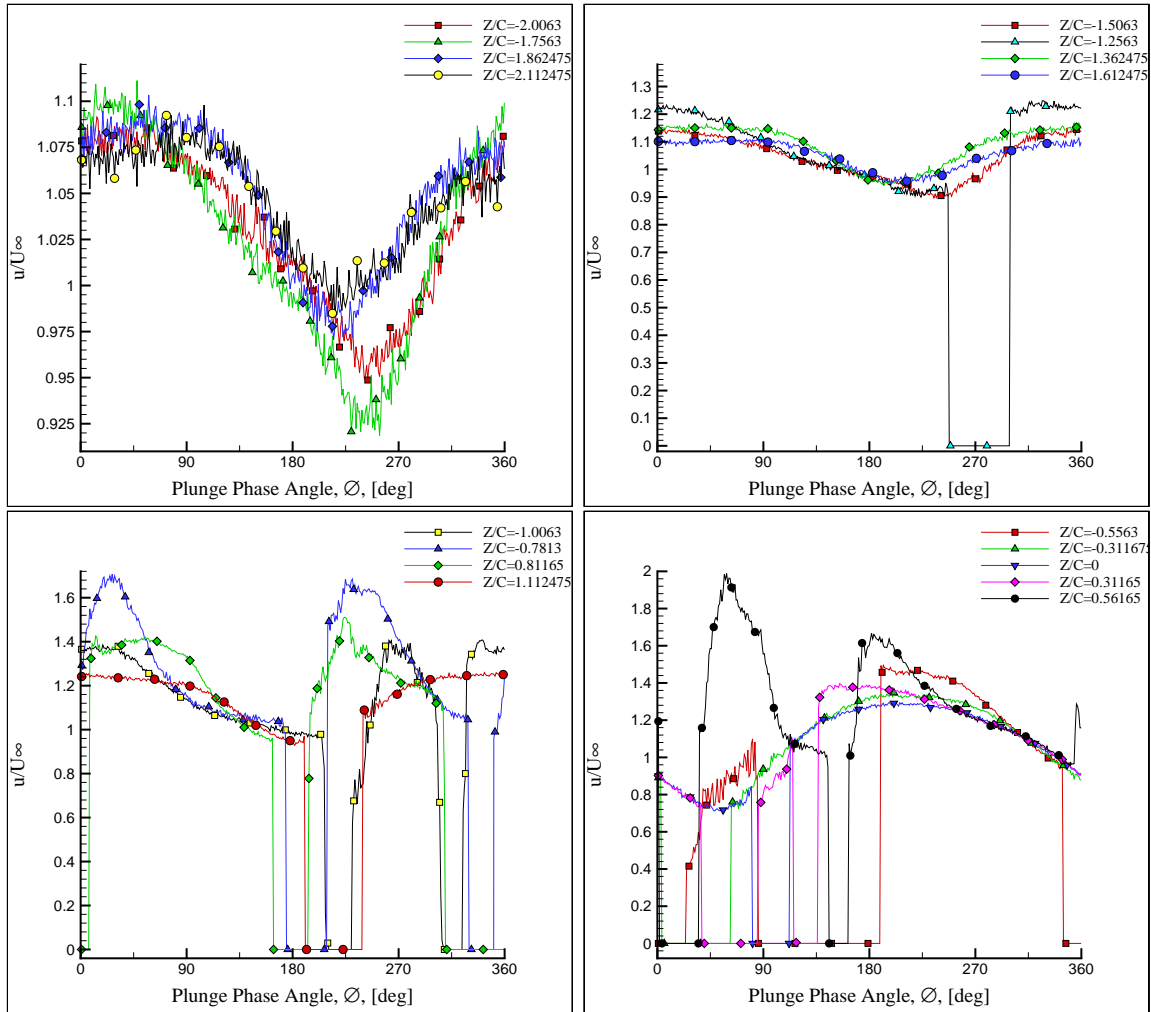 Z/C=-2.0063
Z/C=-1.7563
Z/C=1.862475
Z/C=2.112475
u/U∞
1.1
1.075
1.05
1.025
1
0.975
0.95
0.925
0 90 180 270 360
Plunge Phase Angle, ∅, [deg]
Z/C=-1.5063
Z/C=-1.2563
Z/C=1.362475
Z/C=1.612475
u/U∞
1.3
1.2
1.1
1
0.9
0.8
0.7
0.6
0.5
0.4
0.3
0.2
0.1
0
0 90 180 270 360
Plunge Phase Angle, ∅, [deg]
Z/C=-1.0063
Z/C=-0.7813
Z/C=0.81165
Z/C=1.112475
u/U∞
1.6
1.4
1.2
1
0.8
0.6
0.4
0.2
0
0 90 180 270 360
Plunge Phase Angle, ∅, [deg]
Z/C=-0.5563
Z/C=-0.311675
Z/C=0
Z/C=0.31165
Z/C=0.56165
u/U∞
2
1.8
1.6
1.4
1.2
1
0.8
0.6
0.4
0.2
0
0 90 180 270 360
Plunge Phase Angle, ∅, [deg]